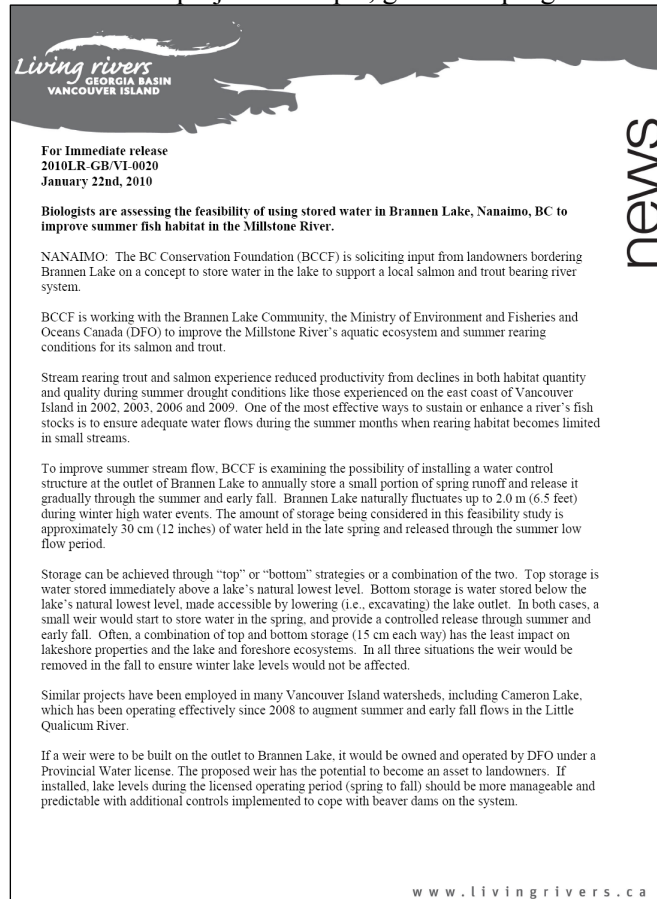 Living rivers
GEORGIA BASIN
VANCOUVER ISLAND
news
For Immediate release
2010LR-GB/VI-0020
January 22nd, 2010
Biologists are assessing the feasibility of using stored water in Brannen Lake, Nanaimo, BC to
improve summer fish habitat in the Millstone River.
NANAIMO: The BC Conservation Foundation (BCCF) is soliciting input from landowners bordering
Brannen Lake on a concept to store water in the lake to support a local salmon and trout bearing river
system.
BCCF is working with the Brannen Lake Community, the Ministry of Environment and Fisheries and
Oceans Canada (DFO) to improve the Millstone River's aquatic ecosystem and summer rearing
conditions for its salmon and trout.
Stream rearing trout and salmon experience reduced productivity from declines in both habitat quantity
and quality during summer drought conditions like those experienced on the east coast of Vancouver
Island in 2002, 2003, 2006 and 2009. One of the most effective ways to sustain or enhance a river's fish
stocks is to ensure adequate water flows during the summer months when rearing habitat becomes limited
in small streams.
To improve summer stream flow, BCCF is examining the possibility of installing a water control
structure at the outlet of Brannen Lake to annually store a small portion of spring runoff and release it
gradually through the summer and early fall. Brannen Lake naturally fluctuates up to 2.0 m (6.5 feet)
during winter high water events. The amount of storage being considered in this feasibility study is
approximately 30 cm (12 inches) of water held in the late spring and released through the summer low
flow period.
Storage can be achieved through “top” or “bottom” strategies or a combination of the two. Top storage is
water stored immediately above a lake's natural lowest level. Bottom storage is water stored below the
lake's natural lowest level, made accessible by lowering (i.e., excavating) the lake outlet. In both cases, a
small weir would start to store water in the spring, and provide a controlled release through summer and
early fall. Often, a combination of top and bottom storage (15 cm each way) has the least impact on
lakeshore properties and the lake and foreshore ecosystems. In all three situations the weir would be
removed in the fall to ensure winter lake levels would not be affected.
Similar projects have been employed in many Vancouver Island watersheds, including Cameron Lake,
which has been operating effectively since 2008 to augment summer and early fall flows in the Little
Qualicum River.
If a weir were to be built on the outlet to Brannen Lake, it would be owned and operated by DFO under a
Provincial Water license. The proposed weir has the potential to become an asset to landowners. If
installed, lake levels during the licensed operating period (spring to fall) should be more manageable and
predictable with additional controls implemented to cope with beaver dams on the system.
www.livingrivers.ca